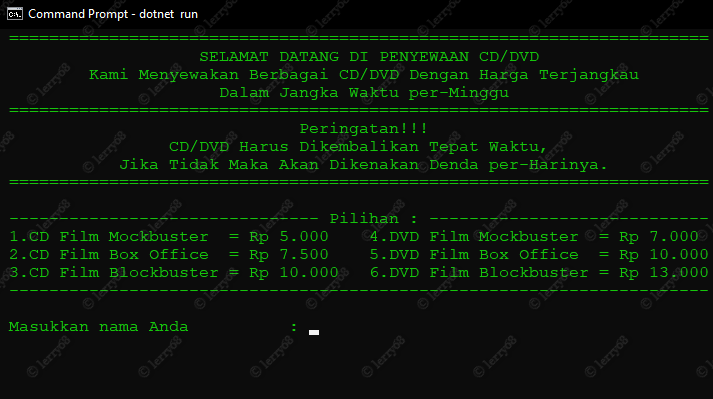 Command Prompt - dotnet run
======================================================================
SELAMAT DATANG DI PENYEWAAN CD/DVD
Kami Menyewakan Berbagai CD/DVD Dengan Harga Terjangkau
Dalam Jangka Waktu per-Minggu
======================================================================
Peringatan!!!
CD/DVD Harus Dikembalikan Tepat Waktu,
Jika Tidak Maka Akan Dikenakan Denda per-Harinya.
======================================================================
------------------------------- Pilihan : ----------------------------
1.CD Film Mockbuster  = Rp 5.000    4.DVD Film Mockbuster = Rp 7.000
2.CD Film Box Office  = Rp 7.500    5.DVD Film Box Office  = Rp 10.000
3.CD Film Blockbuster = Rp 10.000   6.DVD Film Blockbuster = Rp 13.000
----------------------------------------------------------------------
Masukkan nama Anda          :
© lerry08